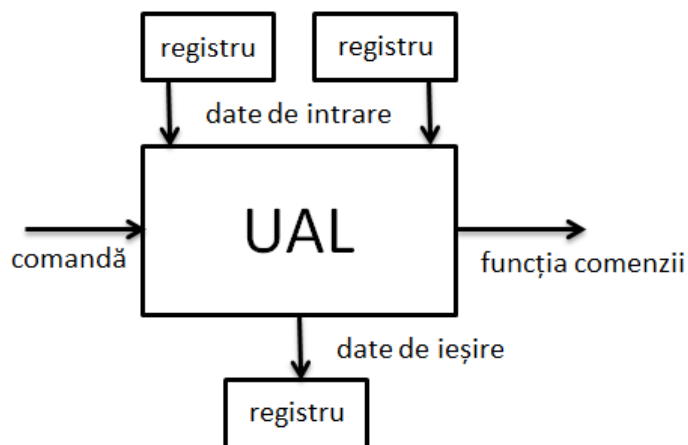 registru
registru
date de intrare
UAL
comandă
funcția comenzii
date de ieșire
registru